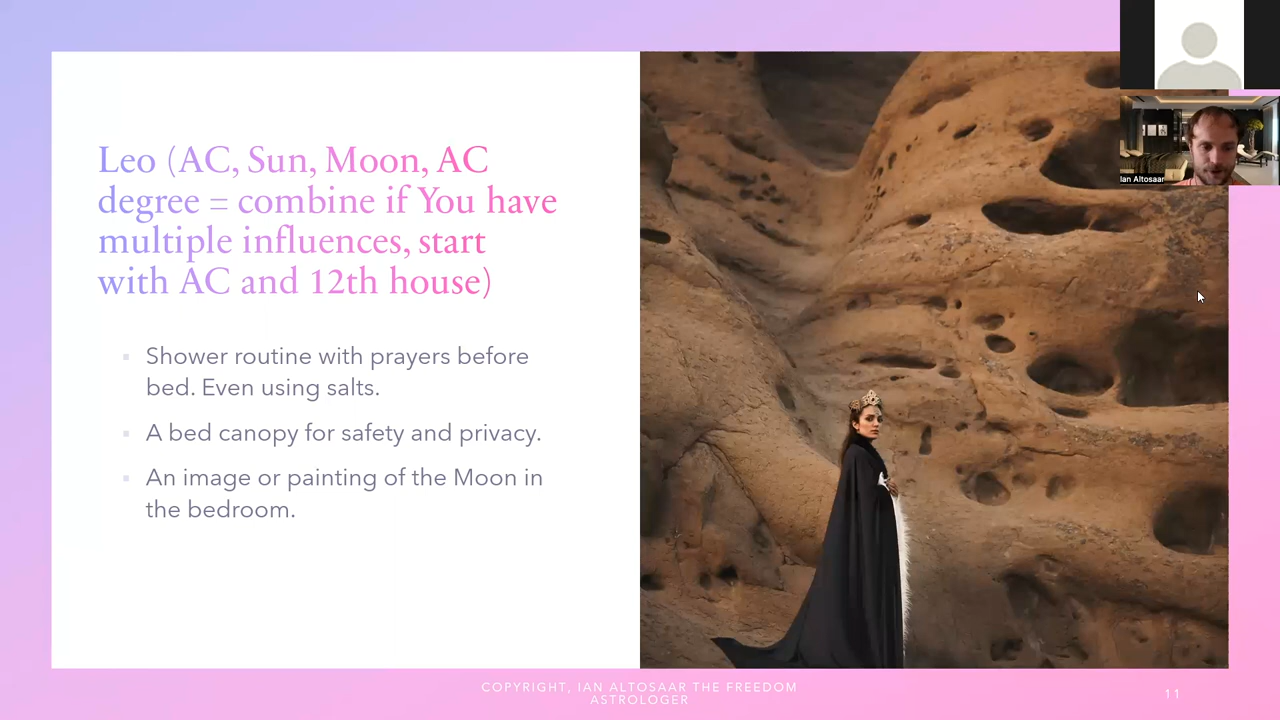 Leo (AC, Sun, Moon, AC
degree = combine if You have
multiple influences, start
with AC and 12th house)
Shower routine with prayers before
bed. Even using salts.
A bed canopy for safety and privacy.
An image or painting of the Moon in
the bedroom.
Ian Altosaar
COPYRIGHT, IAN ALTOSAAR THE FREEDOM
ASTROLOGER
11